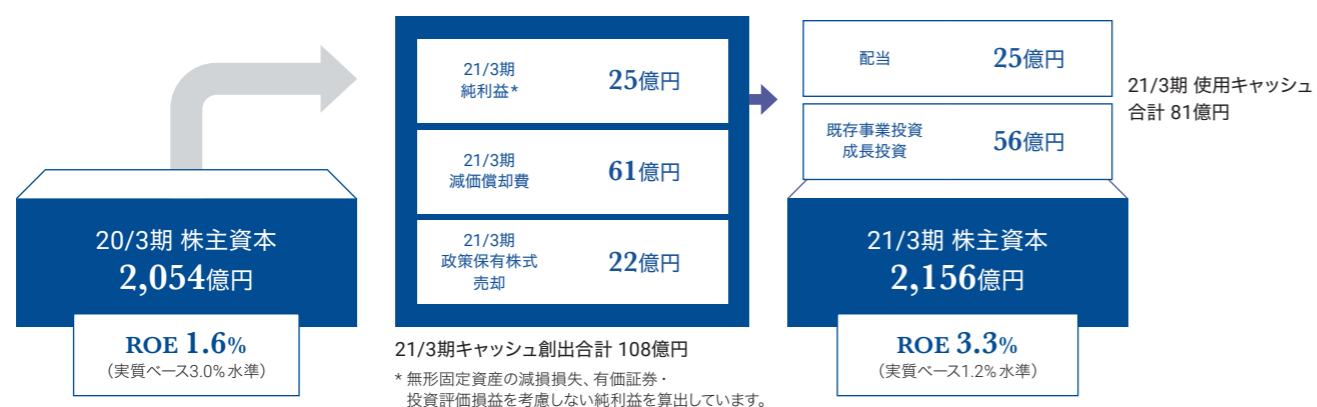 20/3期 株主資本
2,054億円
ROE 1.6%
（実質ベース3.0%水準）
21/3期
純利益*
25億円
21/3期
減価償却費
61億円
21/3期
政策保有株式
売却
22億円
21/3期キャッシュ創出合計 108億円
* 無形固定資産の減損損失、有価証券・
投資評価損益を考慮しない純利益を算出しています。
配当
25億円
既存事業投資
成長投資
56億円
21/3期 使用キャッシュ
合計 81億円
21/3期 株主資本
2,156億円
ROE 3.3%
（実質ベース1.2%水準）